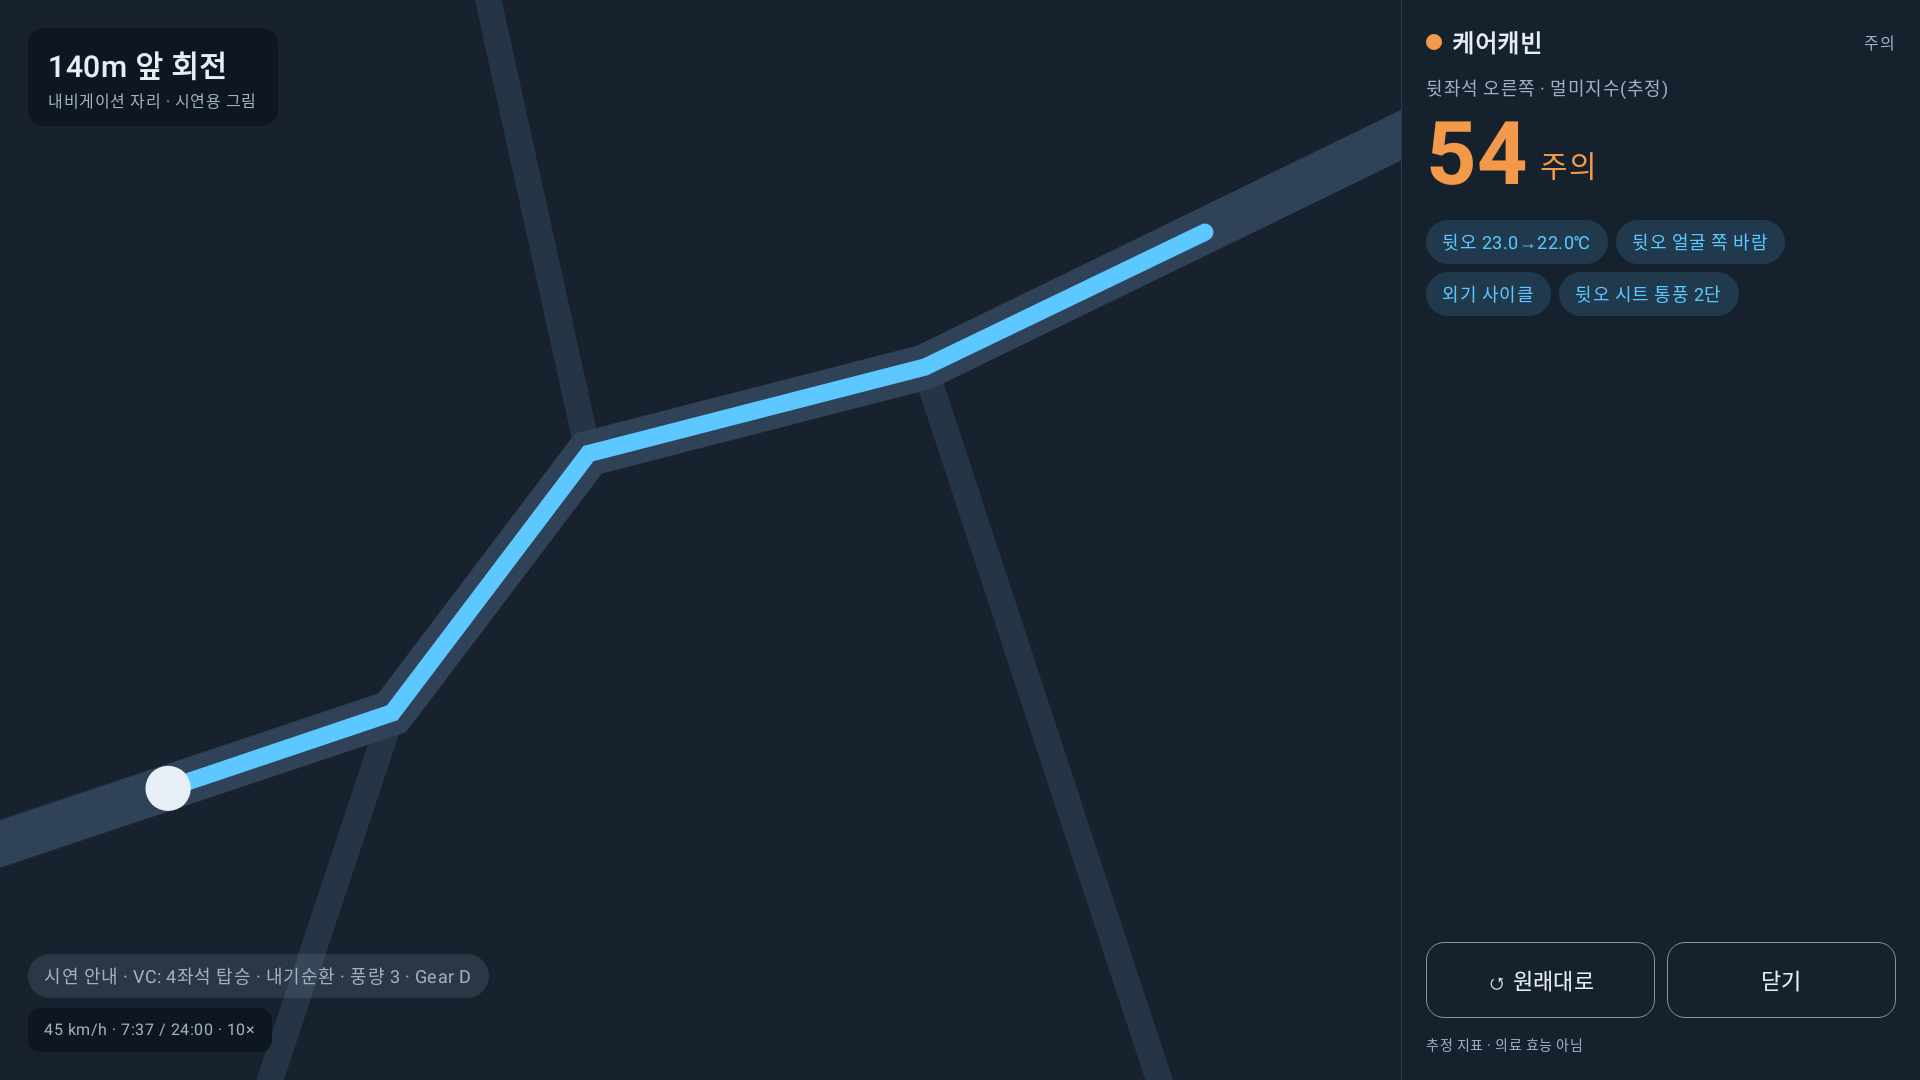 140m 앞 회전
내비게이션 자리 · 시연용 그림
케어캐빈
주의
뒷좌석 오른쪽 · 멀미지수(추정)
54 주의
뒷오 23.0→22.0℃
뒷오 얼굴 쪽 바람
외기 사이클
뒷오 시트 통풍 2단
시연 안내 · VC: 4좌석 탑승 · 내기순환 · 풍량 3 · Gear D
45 km/h · 7:37 / 24:00 · 10×
↺ 원래대로
닫기
추정 지표 · 의료 효능 아님